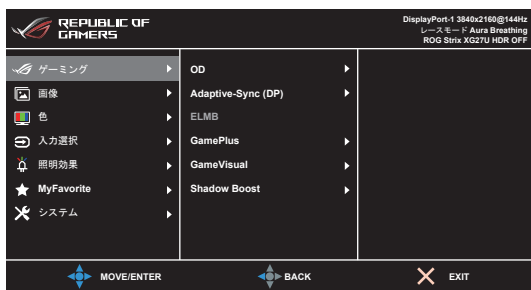 REPUBLIC OF
GAMERS
DisplayPort-1 3840x2160@144Hz
レースモード Aura Breathing
ROG Strix XG27U HDR OFF
ゲーミング
画像
色
入力選択
照明効果
MyFavorite
システム
OD
Adaptive-Sync (DP)
ELMB
GamePlus
GameVisual
Shadow Boost
MOVE/ENTER
BACK
EXIT